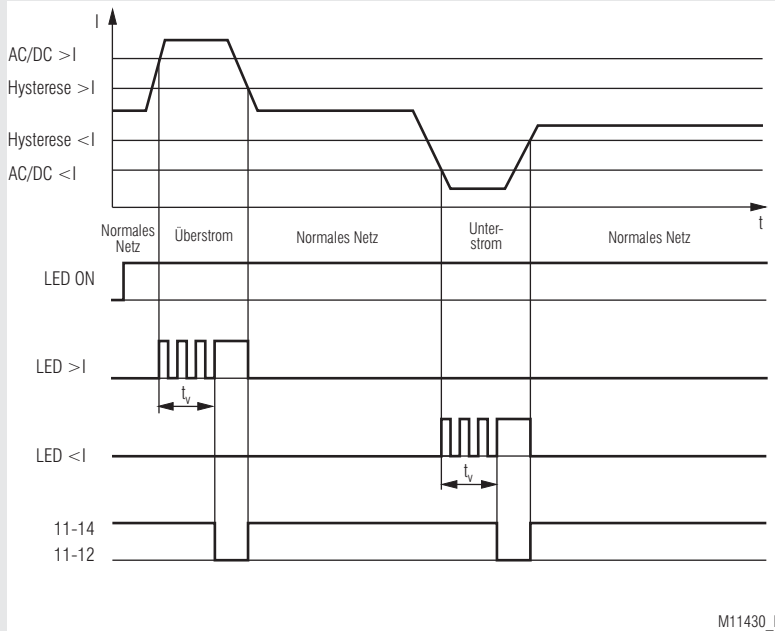 I
AC/DC >I
Hysterese >I
Hysterese <I
AC/DC <I
t
Normales
Netz
Überstrom
Normales Netz
Unter-
strom
Normales Netz
LED ON
LED >I
tv
LED <I
tv
11-14
11-12
M11430_